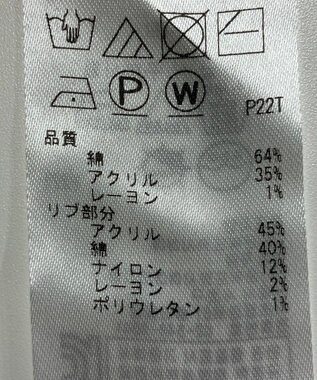 P W P22T
品質
綿 64%
アクリル 35%
レーヨン 1%
リブ部分
アクリル 45%
綿 40%
ナイロン 12%
レーヨン 2%
ポリウレタン 1%